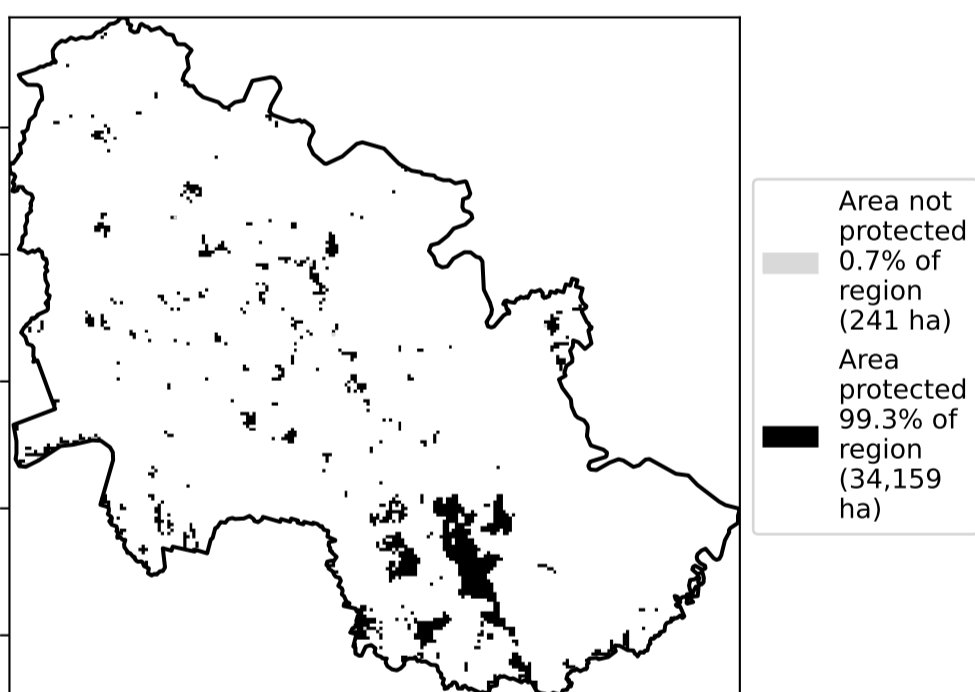 Area not
protected
0.7% of
region
(241 ha)
Area
protected
99.3% of
region
(34,159
ha)